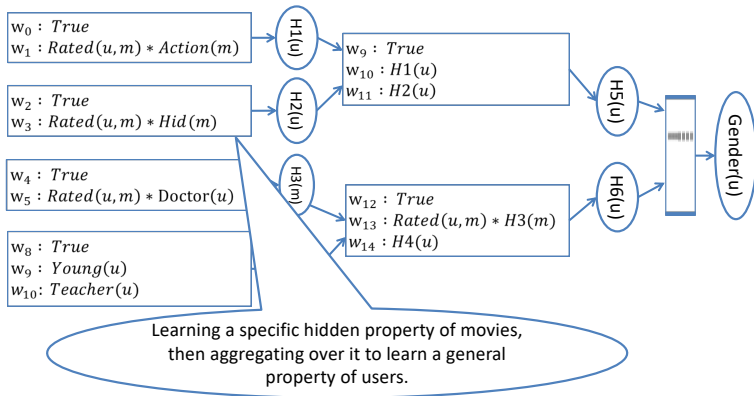 w₀ : True
w₁ : Rated(u, m) * Action(m)
H1(u)
w₂ : True
w₃ : Rated(u, m) * Hid(m)
H2(u)
w₄ : True
w₅ : Rated(u, m) * Doctor(u)
H3(m)
w₈ : True
w₉ : Young(u)
w₁₀: Teacher(u)
w₉ : True
w₁₀ : H1(u)
w₁₁ : H2(u)
w₁₂ : True
w₁₃ : Rated(u, m) * H3(m)
w₁₄ : H4(u)
H5(u)
H6(u)
Gender(u)
Learning a specific hidden property of movies,
then aggregating over it to learn a general
property of users.